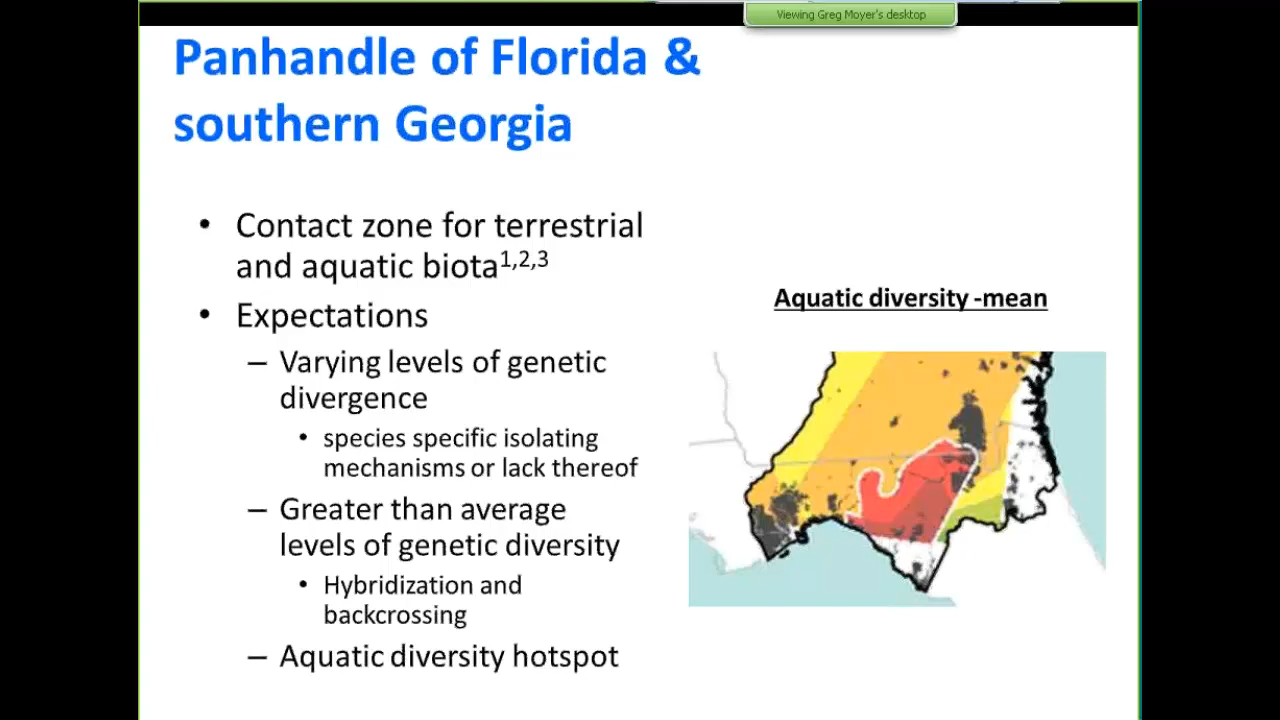 Viewing Greg Moyer's desktop
Panhandle of Florida &
southern Georgia
• Contact zone for terrestrial
and aquatic biota1,2,3
• Expectations
– Varying levels of genetic
divergence
• species specific isolating
mechanisms or lack thereof
– Greater than average
levels of genetic diversity
• Hybridization and
backcrossing
– Aquatic diversity hotspot
Aquatic diversity -mean